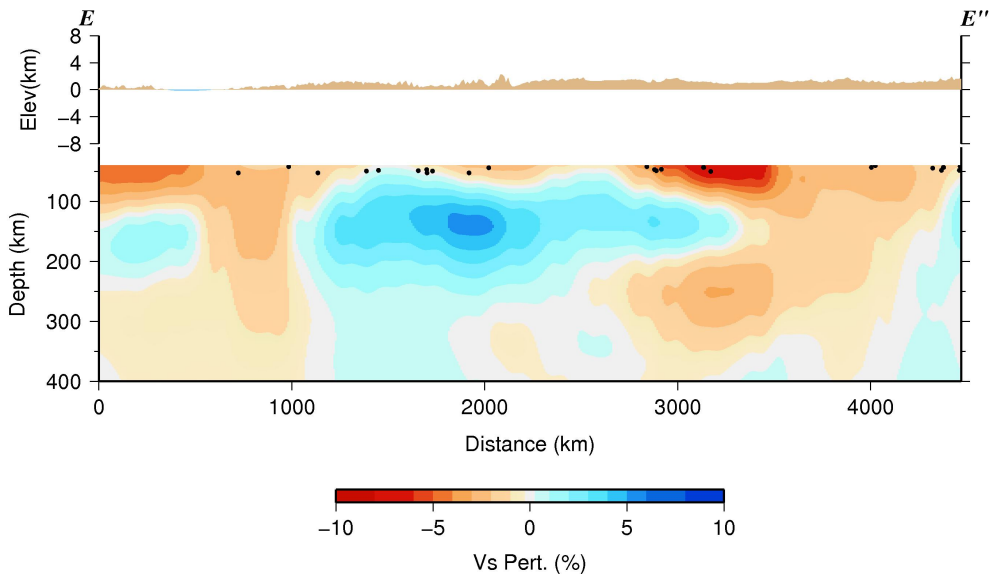 E E''
8
4
0
−4
−8
Elev(km)
100
200
300
400
Depth (km)
0 1000 2000 3000 4000
Distance (km)
−10 −5 0 5 10
Vs Pert. (%)